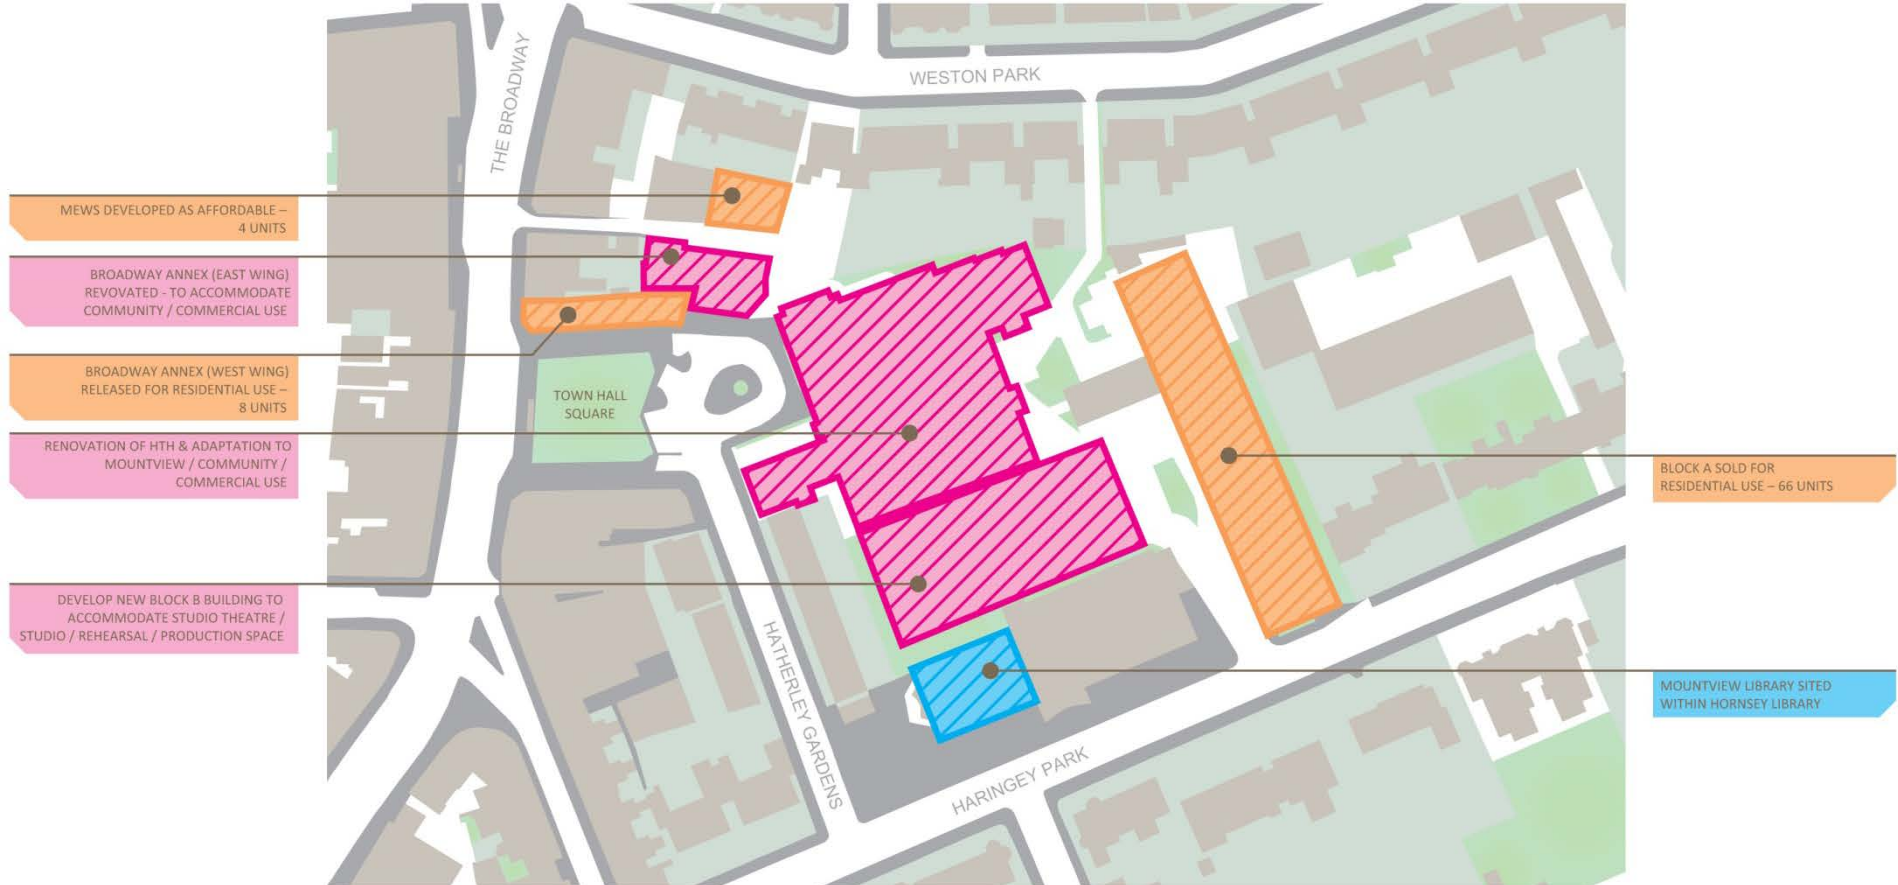 WESTON PARK
THE BROADWAY
MEWS DEVELOPED AS AFFORDABLE –
4 UNITS
BROADWAY ANNEX (EAST WING)
REVOVATED - TO ACCOMMODATE
COMMUNITY / COMMERCIAL USE
BROADWAY ANNEX (WEST WING)
RELEASED FOR RESIDENTIAL USE –
8 UNITS
TOWN HALL
SQUARE
RENOVATION OF HTH & ADAPTATION TO
MOUNTVIEW / COMMUNITY /
COMMERCIAL USE
BLOCK A SOLD FOR
RESIDENTIAL USE – 66 UNITS
DEVELOP NEW BLOCK B BUILDING TO
ACCOMMODATE STUDIO THEATRE /
STUDIO / REHEARSAL / PRODUCTION SPACE
HATHERLEY GARDENS
MOUNTVIEW LIBRARY SITED
WITHIN HORNSEY LIBRARY
HARINGEY PARK